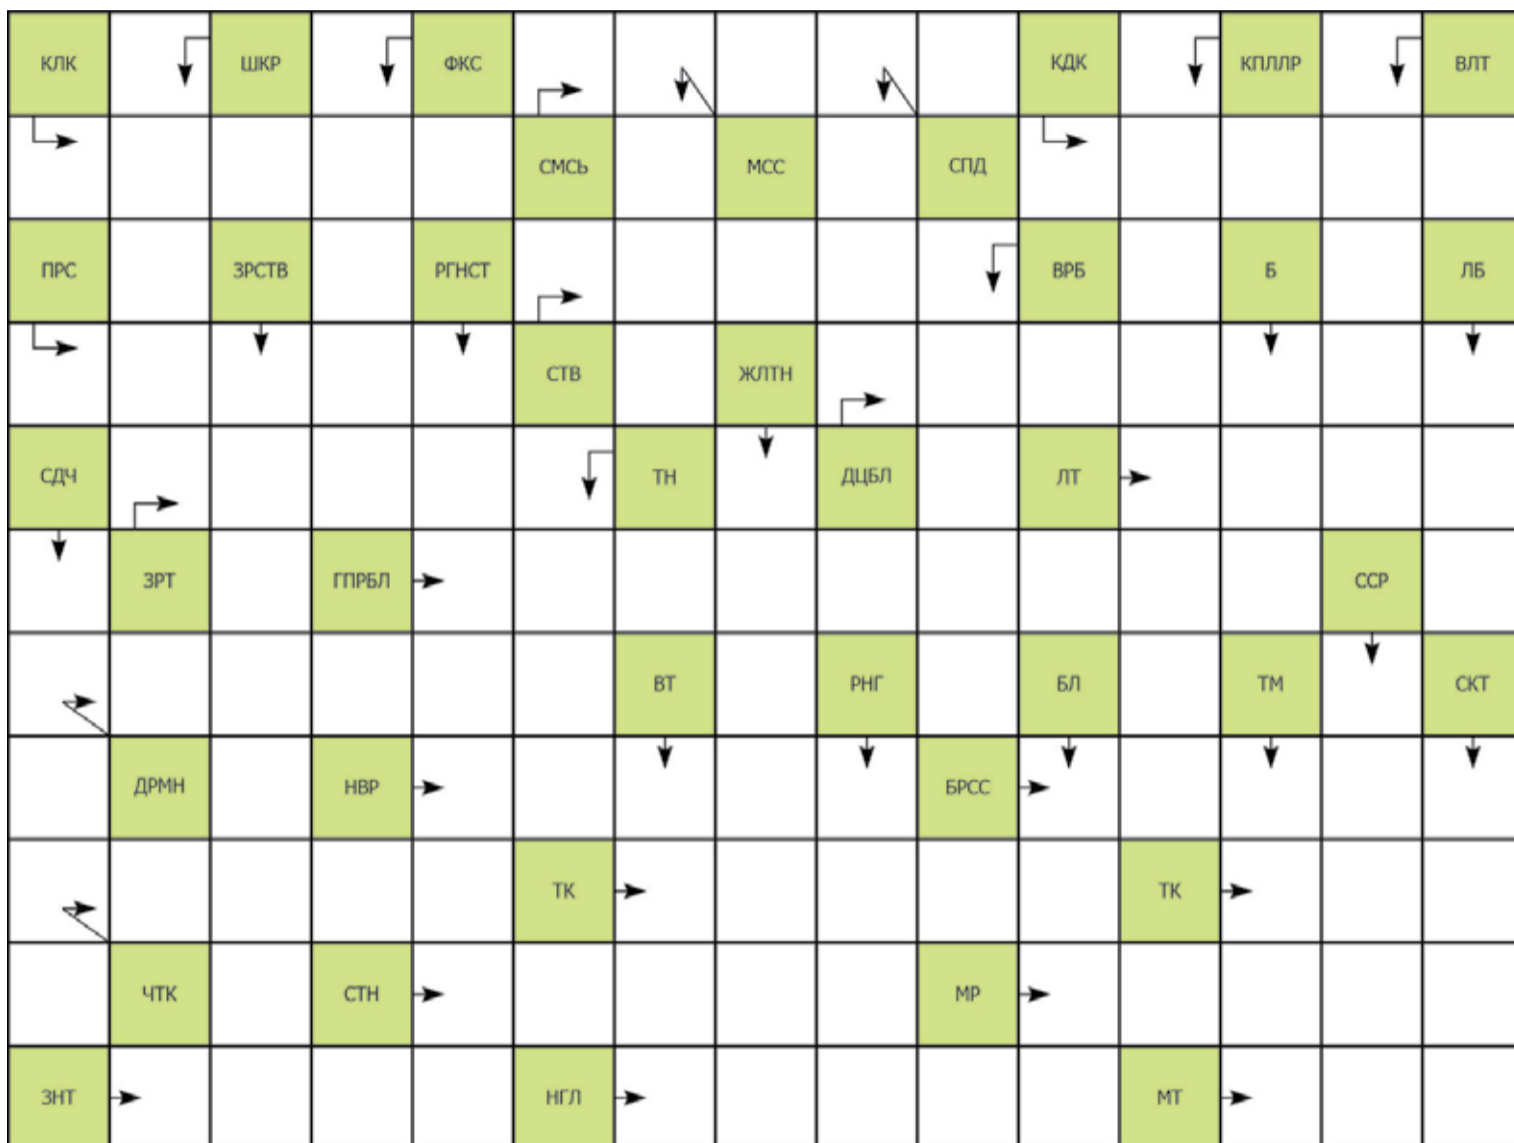 КЛК ШКР ФКС КДК КПЛЛР ВЛТ
СМСЬ МСС СПД
ПРС ЗРСТВ РГНСТ ВРБ Б ЛБ
СТВ ЖЛТН
СДЧ ТН ДЦБЛ ЛТ
ЗРТ ГПРБЛ ССР
ВТ РНГ БЛ ТМ СКТ
ДРМН НВР БРСС
ТК ТК
ЧТК СТН МР
ЗНТ НГЛ МТ